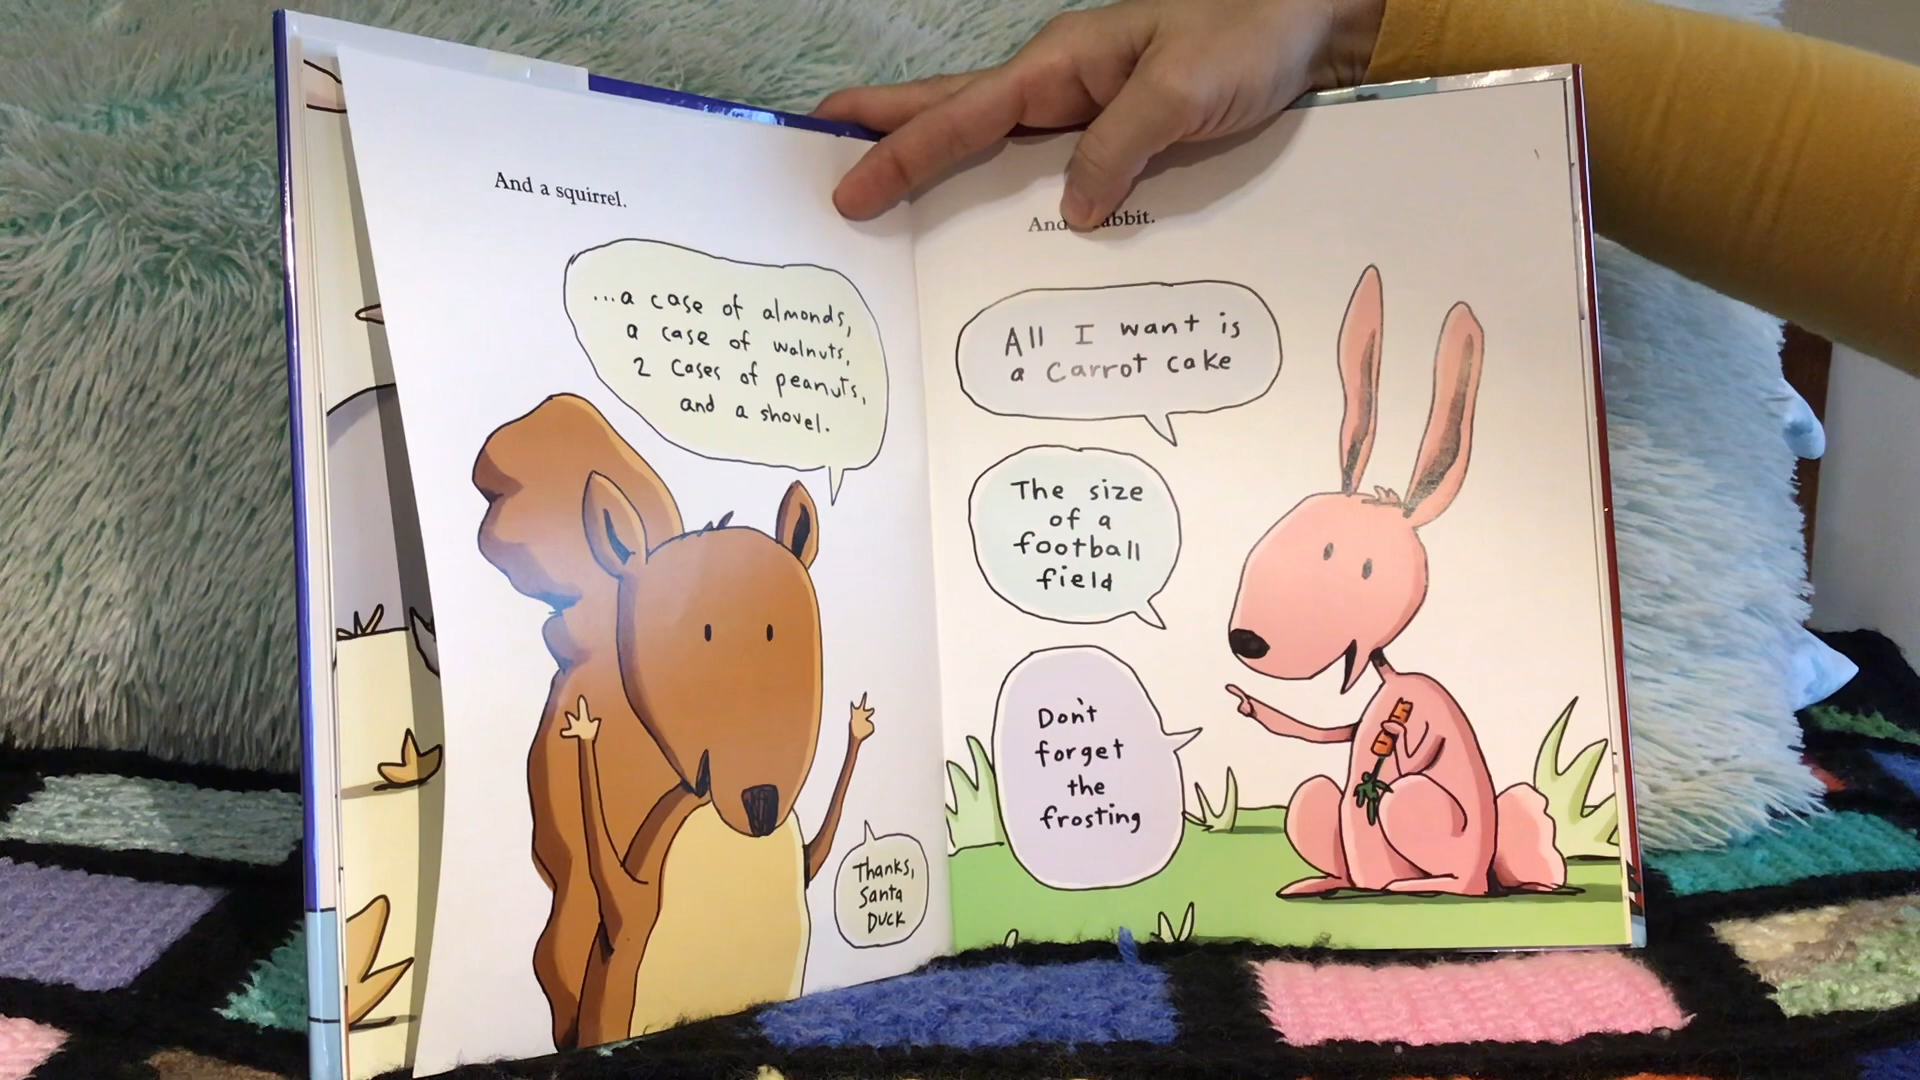 And a squirrel.
...a case of almonds,
a case of walnuts,
2 cases of peanuts,
and a shovel.
Thanks,
Santa
Duck
And
All I want is
a carrot cake
The size
of a
football
field
Don't
forget
the
frosting